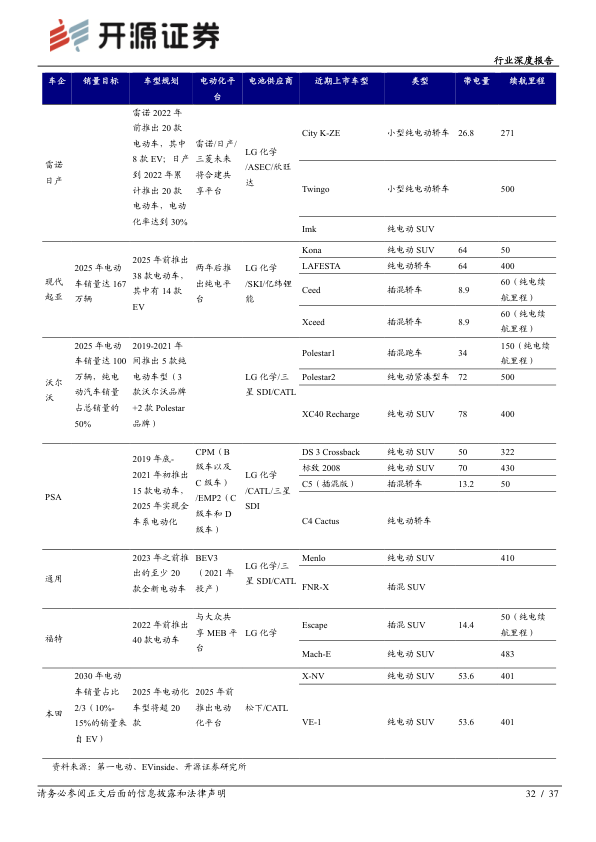 开源证券
行业深度报告
车企 销量目标 车型规划 电动化平台 电池供应商 近期上市车型 类型 带电量 续航里程
雷诺日产 雷诺 2022 年前推出 20 款电动车，其中 8 款 EV；日产到 2022 年累计推出 20 款电动车，电动化率达到 30% 雷诺/日产/三菱未来将合建共享平台 LG 化学/ASEC/欣旺达
City K-ZE 小型纯电动轿车 26.8 271
Twingo 小型纯电动轿车 500
Imk 纯电动 SUV
现代起亚 2025 年电动车销量达 167 万辆 2025 年前推出 38 款电动车，其中有 14 款 EV 两年后推出纯电平台 LG 化学/SKI/亿纬锂能
Kona 纯电动 SUV 64 50
LAFESTA 纯电动轿车 64 400
Ceed 插混轿车 8.9 60（纯电续航里程）
Xceed 插混轿车 8.9 60（纯电续航里程）
沃尔沃 2025 年电动车销量达 100 万辆，纯电动汽车销量占总销量的 50% 2019-2021 年间推出 5 款纯电动车型（3 款沃尔沃品牌+2 款 Polestar 品牌） LG 化学/三星 SDI/CATL
Polestar1 插混跑车 34 150（纯电续航里程）
Polestar2 纯电动紧凑型车 72 500
XC40 Recharge 纯电动 SUV 78 400
PSA 2019 年底-2021 年初推出 15 款电动车，2025 年实现全车系电动化 CPM（B 级车以及 C 级车）/EMP2（C 级车和 D 级车） LG 化学/CATL/三星 SDI
DS 3 Crossback 纯电动 SUV 50 322
标致 2008 纯电动 SUV 70 430
C5（插混版） 插混轿车 13.2 50
C4 Cactus 纯电动轿车
通用 2023 年之前推出的至少 20 款全新电动车 BEV3（2021 年投产） LG 化学/三星 SDI/CATL
Menlo 纯电动 SUV 410
FNR-X 插混 SUV
福特 2022 年前推出 40 款电动车 与大众共享 MEB 平台 LG 化学
Escape 插混 SUV 14.4 50（纯电续航里程）
Mach-E 纯电动 SUV 483
本田 2030 年电动车销量占比 2/3（10%-15%的销量来自 EV） 2025 年电动化车型将超 20 款 2025 年前推出电动化平台 松下/CATL
X-NV 纯电动 SUV 53.6 401
VE-1 纯电动 SUV 53.6 401
资料来源：第一电动、EVinside、开源证券研究所
请务必参阅正文后面的信息披露和法律声明 32 / 37